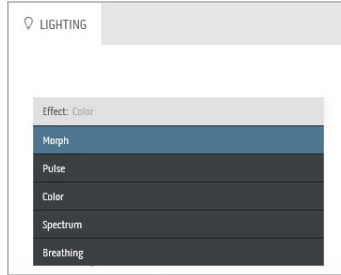 LIGHTING
Effect: Color
Morph
Pulse
Color
Spectrum
Breathing